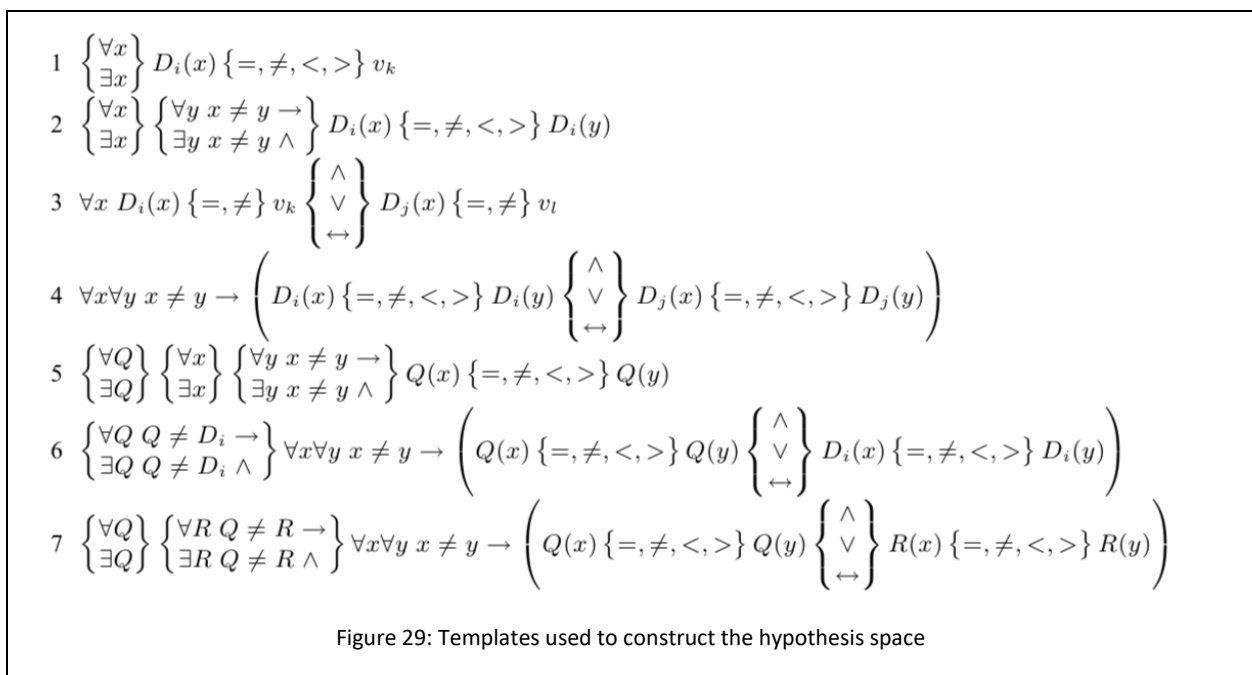 1 {∀x / ∃x} D_i(x) {=, ≠, <, >} v_k
2 {∀x / ∃x} {∀y x ≠ y → / ∃y x ≠ y ∧} D_i(x) {=, ≠, <, >} D_i(y)
3 ∀x D_i(x) {=, ≠} v_k {∧ / ∨ / ↔} D_j(x) {=, ≠} v_l
4 ∀x∀y x ≠ y → (D_i(x) {=, ≠, <, >} D_i(y) {∧ / ∨ / ↔} D_j(x) {=, ≠, <, >} D_j(y))
5 {∀Q / ∃Q} {∀x / ∃x} {∀y x ≠ y → / ∃y x ≠ y ∧} Q(x) {=, ≠, <, >} Q(y)
6 {∀Q Q ≠ D_i → / ∃Q Q ≠ D_i ∧} ∀x∀y x ≠ y → (Q(x) {=, ≠, <, >} Q(y) {∧ / ∨ / ↔} D_i(x) {=, ≠, <, >} D_i(y))
7 {∀Q / ∃Q} {∀R Q ≠ R → / ∃R Q ≠ R ∧} ∀x∀y x ≠ y → (Q(x) {=, ≠, <, >} Q(y) {∧ / ∨ / ↔} R(x) {=, ≠, <, >} R(y))
Figure 29: Templates used to construct the hypothesis space